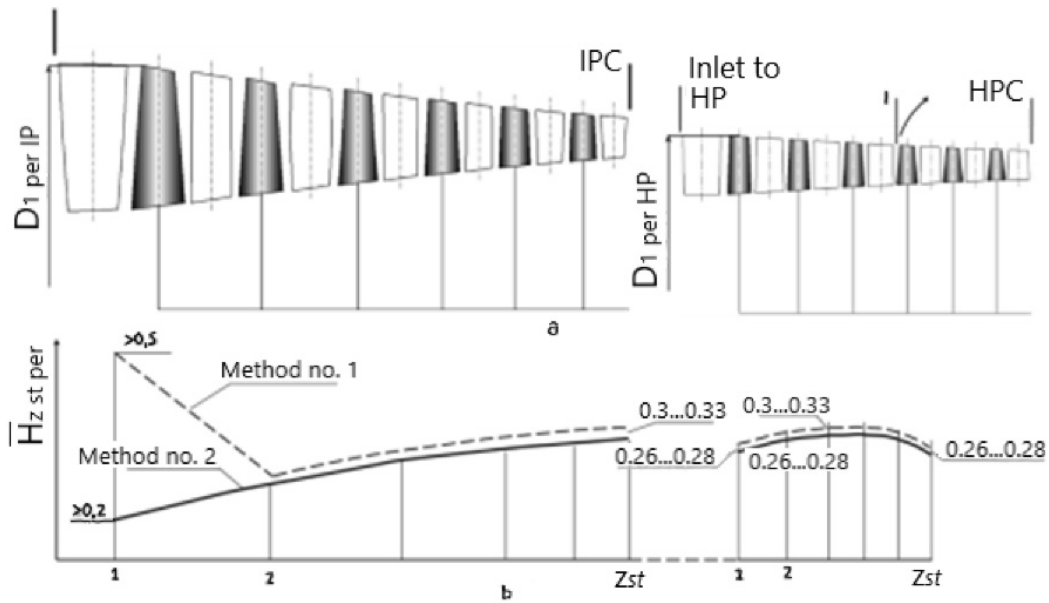 IPC
D1 per IP
Inlet to
HP
HPC
D1 per HP
a
H̅z st per
>0,5
Method no. 1
Method no. 2
>0,2
0.3...0.33
0.26...0.28
0.3...0.33
0.26...0.28
0.26...0.28
1
2
Zst
1
2
Zst
b